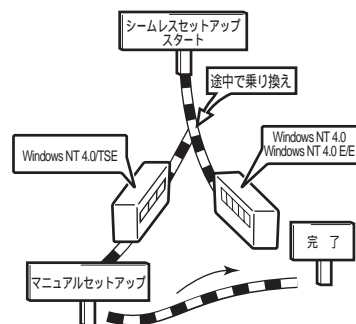 シームレスセットアップ
スタート
途中で乗り換え
Windows NT 4.0/TSE
Windows NT 4.0
Windows NT 4.0 E/E
完 了
マニュアルセットアップ